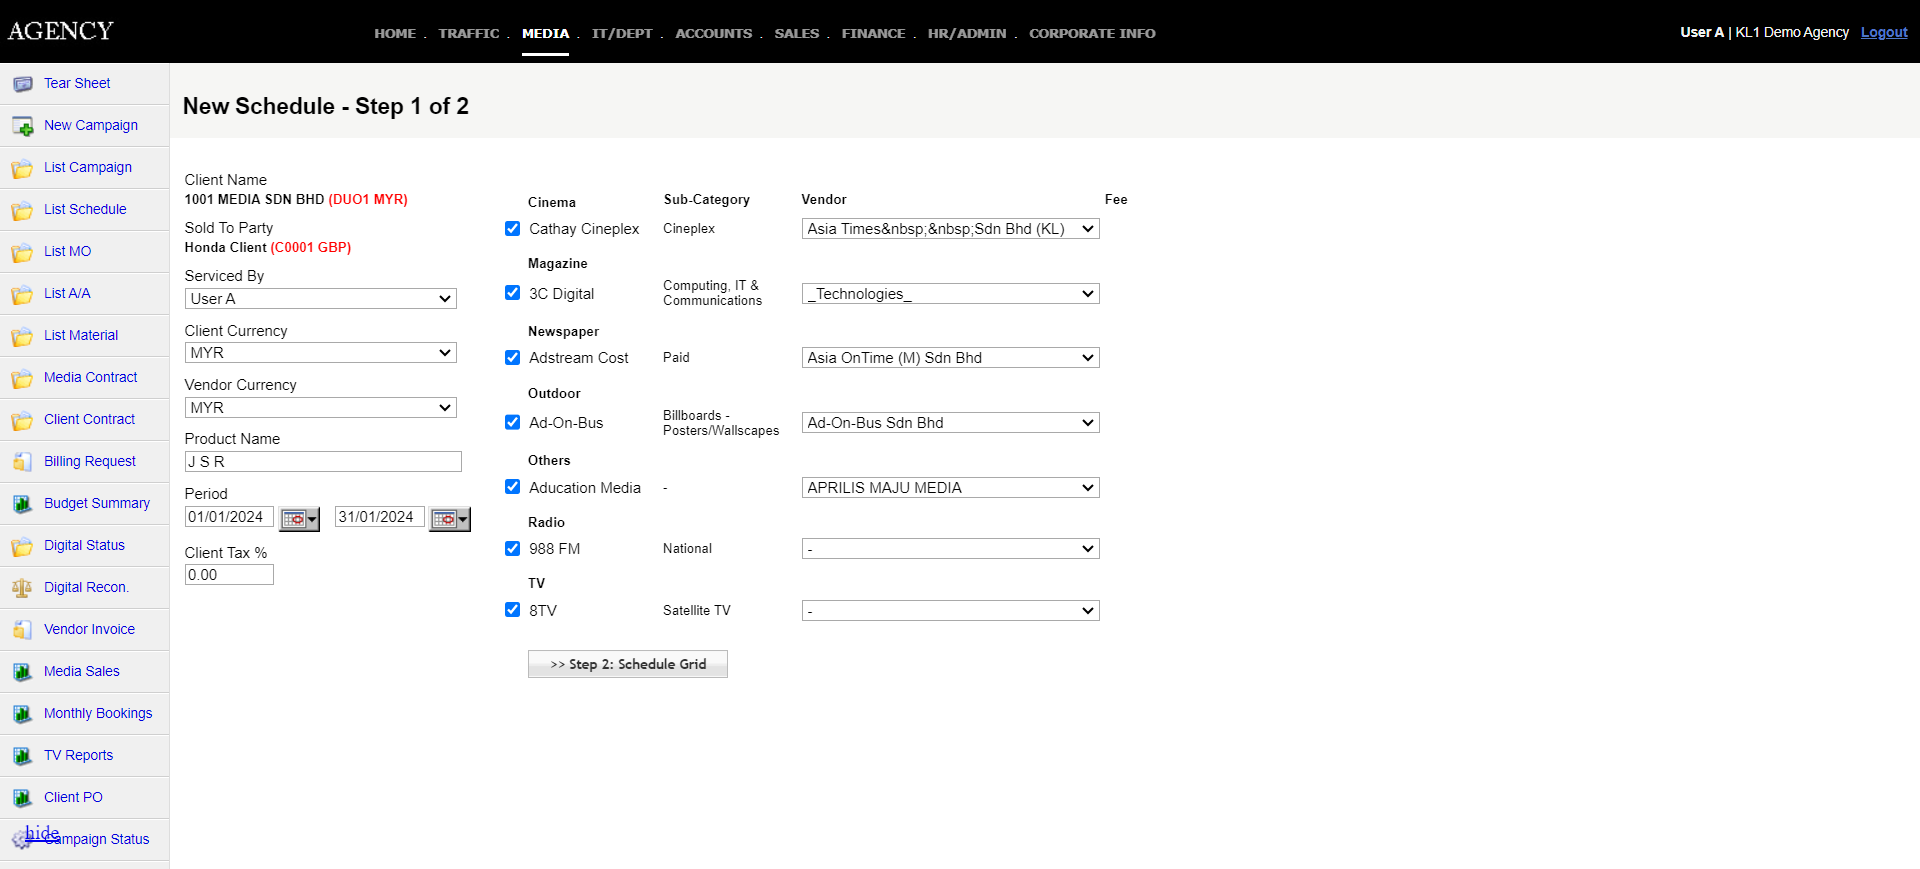 AGENCY
HOME . TRAFFIC . MEDIA . IT/DEPT . ACCOUNTS . SALES . FINANCE . HR/ADMIN . CORPORATE INFO
User A | KL1 Demo Agency Logout
Tear Sheet
New Campaign
List Campaign
List Schedule
List MO
List A/A
List Material
Media Contract
Client Contract
Billing Request
Budget Summary
Digital Status
Digital Recon.
Vendor Invoice
Media Sales
Monthly Bookings
TV Reports
Client PO
hide
Campaign Status
New Schedule - Step 1 of 2
Client Name
1001 MEDIA SDN BHD (DUO1 MYR)
Sold To Party
Honda Client (C0001 GBP)
Serviced By
User A
Client Currency
MYR
Vendor Currency
MYR
Product Name
J S R
Period
01/01/2024 31/01/2024
Client Tax %
0.00
Cinema Sub-Category Vendor Fee
Cathay Cineplex Cineplex Asia Times&nbsp;&nbsp;Sdn Bhd (KL)
Magazine
3C Digital Computing, IT &
Communications _Technologies_
Newspaper
Adstream Cost Paid Asia OnTime (M) Sdn Bhd
Outdoor
Ad-On-Bus Billboards -
Posters/Wallscapes Ad-On-Bus Sdn Bhd
Others
Aducation Media - APRILIS MAJU MEDIA
Radio
988 FM National -
TV
8TV Satellite TV -
>> Step 2: Schedule Grid